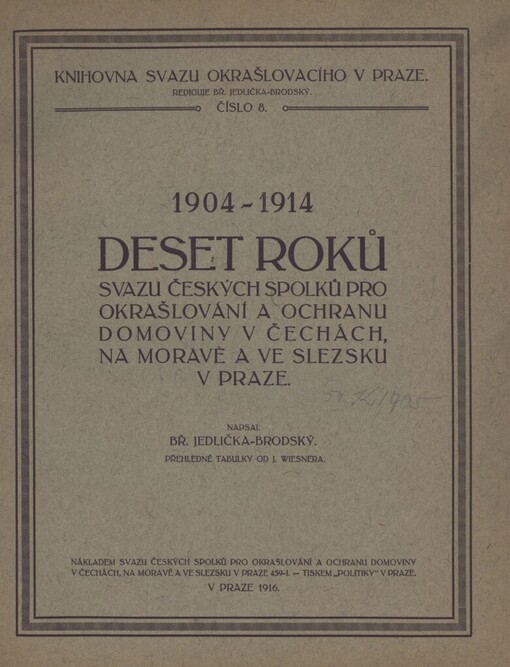 KNIHOVNA SVAZU OKRAŠLOVACÍHO V PRAZE.
REDIGUJE BŘ. JEDLIČKA-BRODSKÝ.
ČÍSLO 8.
1904-1914
DESET ROKŮ
SVAZU ČESKÝCH SPOLKŮ PRO
OKRAŠLOVÁNÍ A OCHRANU
DOMOVINY V ČECHÁCH,
NA MORAVĚ A VE SLEZSKU
V PRAZE.
NAPSAL
BŘ. JEDLIČKA-BRODSKÝ.
PŘEHLEDNÉ TABULKY OD J. WIESNERA.
NÁKLADEM SVAZU ČESKÝCH SPOLKŮ PRO OKRAŠLOVÁNÍ A OCHRANU DOMOVINY
V ČECHÁCH, NA MORAVĚ A VE SLEZSKU V PRAZE 459-I. — TISKEM „POLITIKY“ V PRAZE.
V PRAZE 1916.